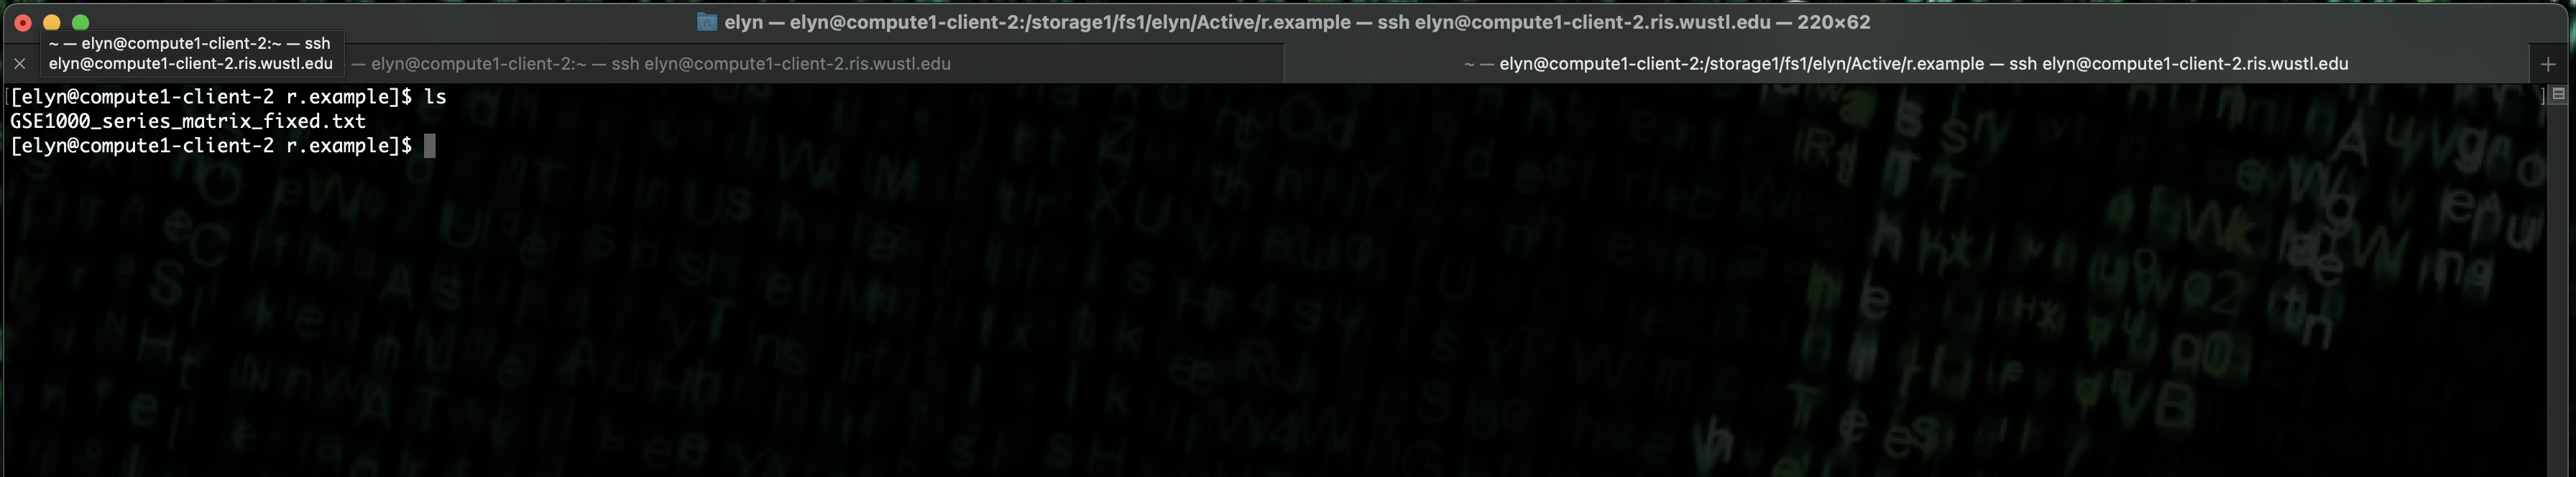 elyn — elyn@compute1-client-2:/storage1/fs1/elyn/Active/r.example — ssh elyn@compute1-client-2.ris.wustl.edu — 220×62
~ — elyn@compute1-client-2:~ — ssh
elyn@compute1-client-2.ris.wustl.edu
— elyn@compute1-client-2:~ — ssh elyn@compute1-client-2.ris.wustl.edu
~ — elyn@compute1-client-2:/storage1/fs1/elyn/Active/r.example — ssh elyn@compute1-client-2.ris.wustl.edu
[elyn@compute1-client-2 r.example]$ ls
GSE1000_series_matrix_fixed.txt
[elyn@compute1-client-2 r.example]$